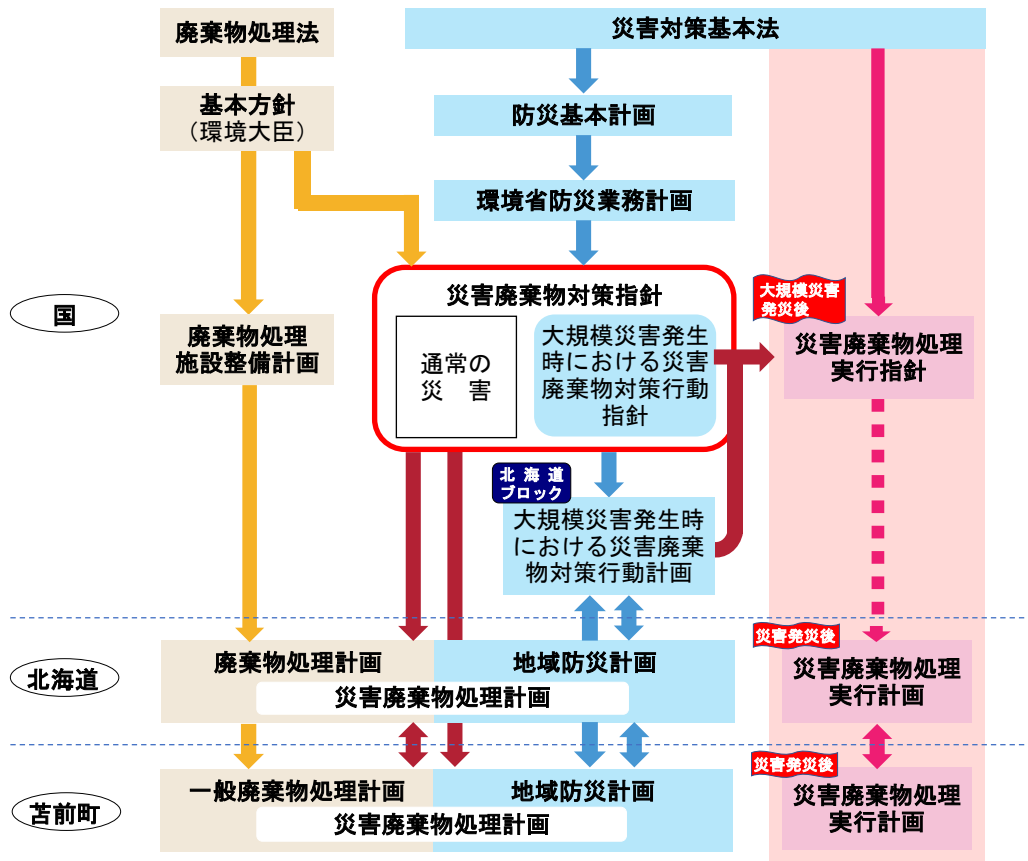 廃棄物処理法
災害対策基本法
基本方針
（環境大臣）
防災基本計画
環境省防災業務計画
国
廃棄物処理
施設整備計画
災害廃棄物対策指針
通常の
災　害
大規模災害発生
時における災害
廃棄物対策行動
指針
大規模災害
発災後
災害廃棄物処理
実行指針
北 海 道
ブロック
大規模災害発生時
における災害廃棄
物対策行動計画
北海道
廃棄物処理計画
地域防災計画
災害廃棄物処理計画
災害発災後
災害廃棄物処理
実行計画
苫前町
一般廃棄物処理計画
地域防災計画
災害廃棄物処理計画
災害発災後
災害廃棄物処理
実行計画